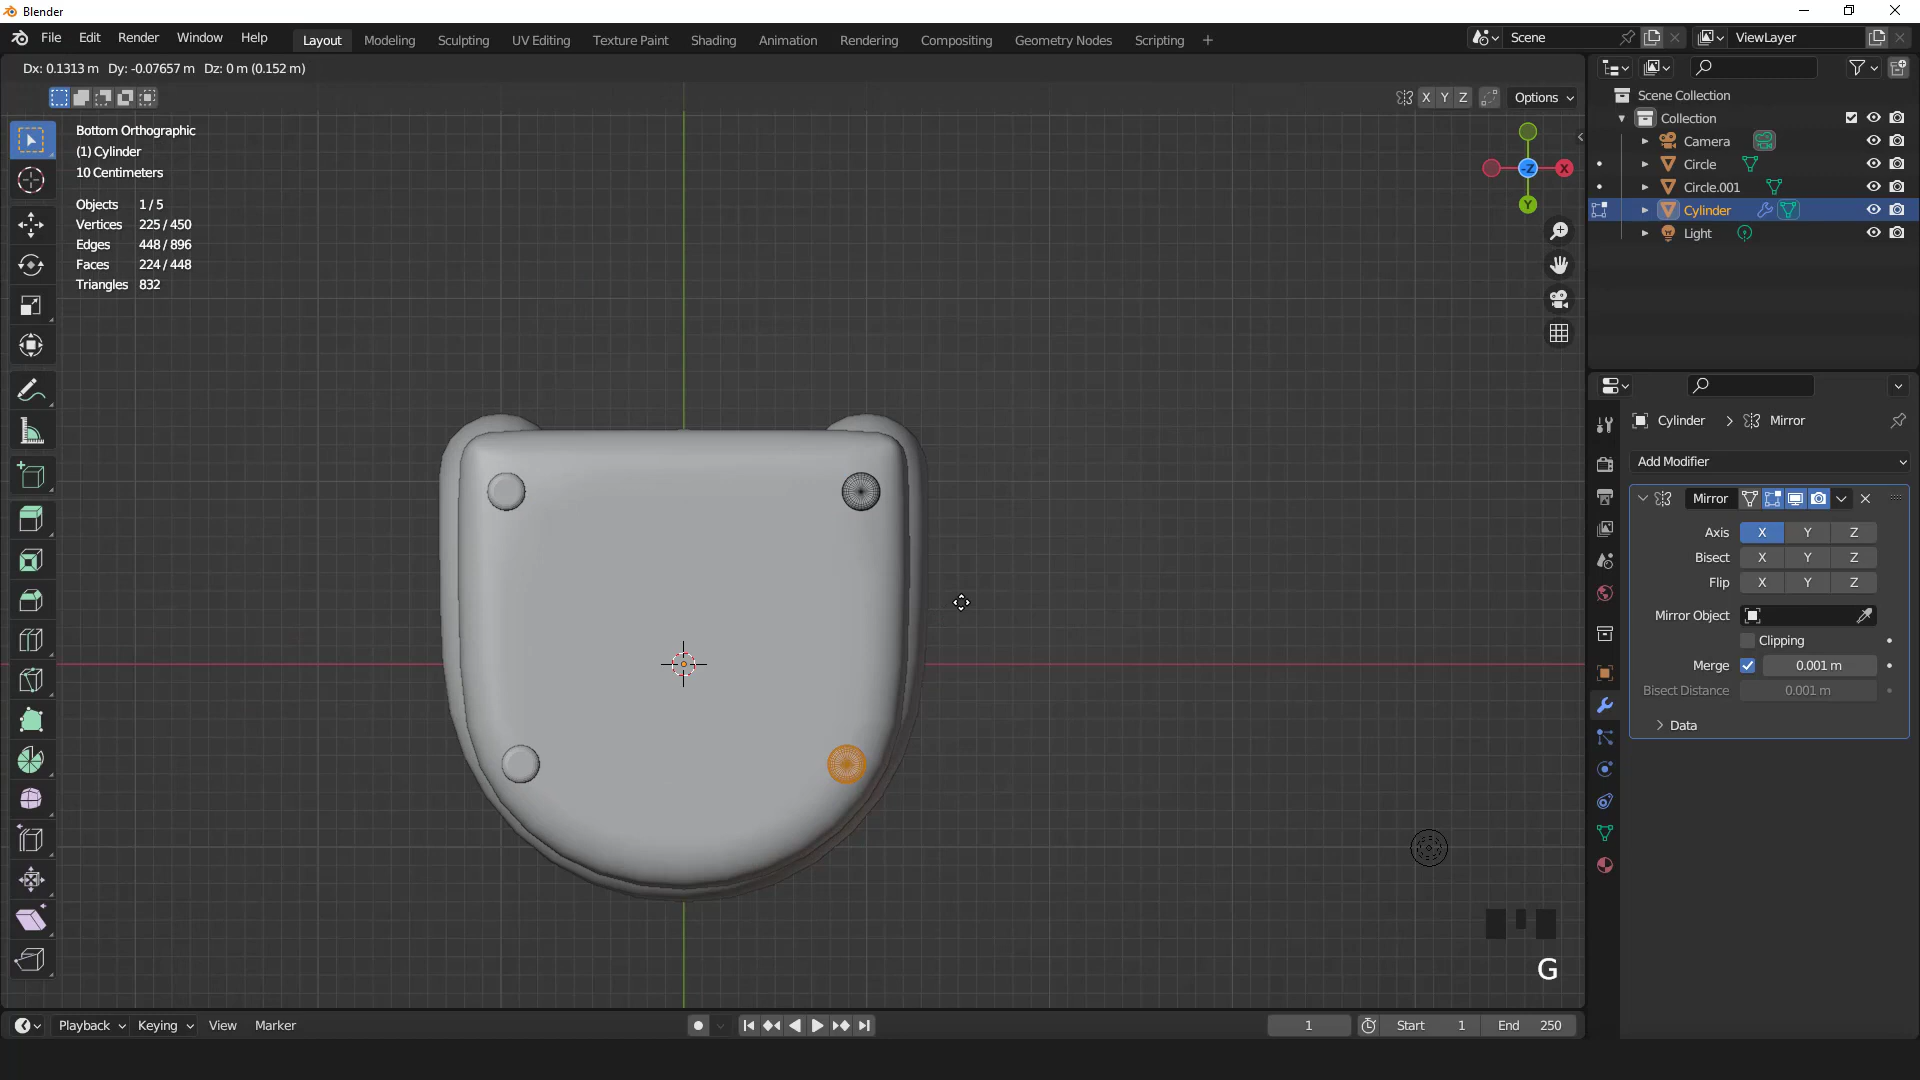 Blender
File Edit Render Window Help Layout Modeling Sculpting UV Editing Texture Paint Shading Animation Rendering Compositing Geometry Nodes Scripting + Scene ViewLayer
Dx: 0.1313 m Dy: -0.07657 m Dz: 0 m (0.152 m)
X Y Z Options
Bottom Orthographic
(1) Cylinder
10 Centimeters
Objects 1 / 5
Vertices 225 / 450
Edges 448 / 896
Faces 224 / 448
Triangles 832
-Z X
Y
Scene Collection
Collection
Camera
Circle
Circle.001
Cylinder
Light
Cylinder > Mirror
Add Modifier
Mirror
Axis X Y Z
Bisect X Y Z
Flip X Y Z
Mirror Object
Clipping
Merge 0.001 m
Bisect Distance 0.001 m
Data
G
Playback Keying View Marker 1 Start 1 End 250